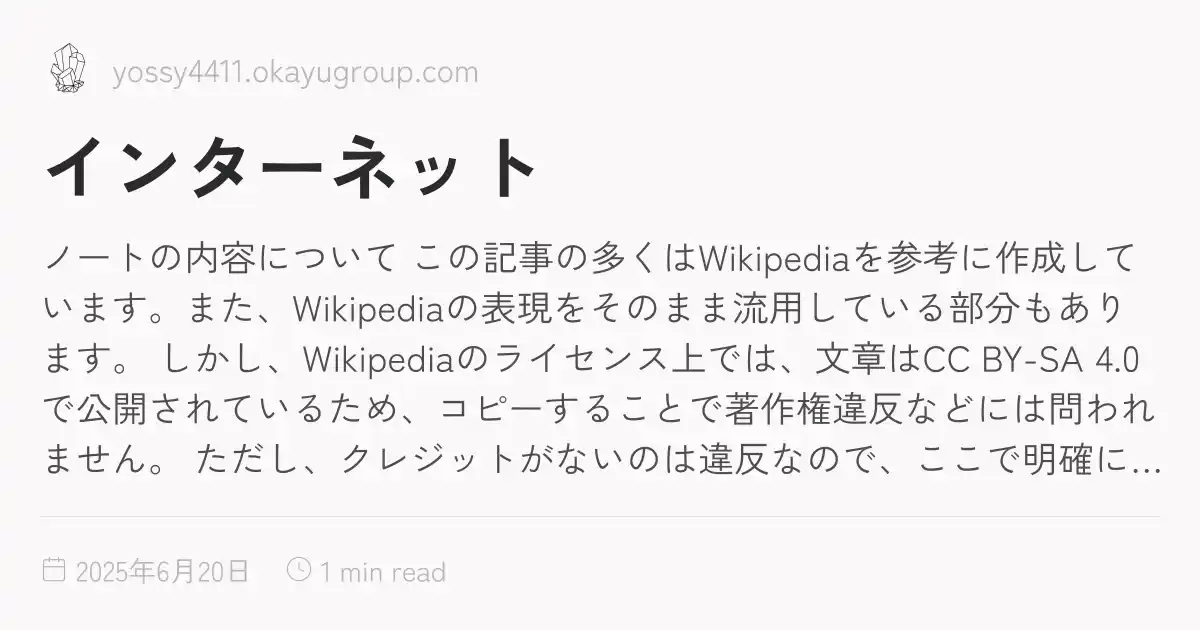 yossy4411.okayugroup.com
インターネット
ノートの内容について この記事の多くはWikipediaを参考に作成して
います。また、Wikipediaの表現をそのまま流用している部分もあり
ます。 しかし、Wikipediaのライセンス上では、文章はCC BY-SA 4.0
で公開されているため、コピーすることで著作権違反などには問われ
ません。 ただし、クレジットがないのは違反なので、ここで明確に…
2025年6月20日 1 min read